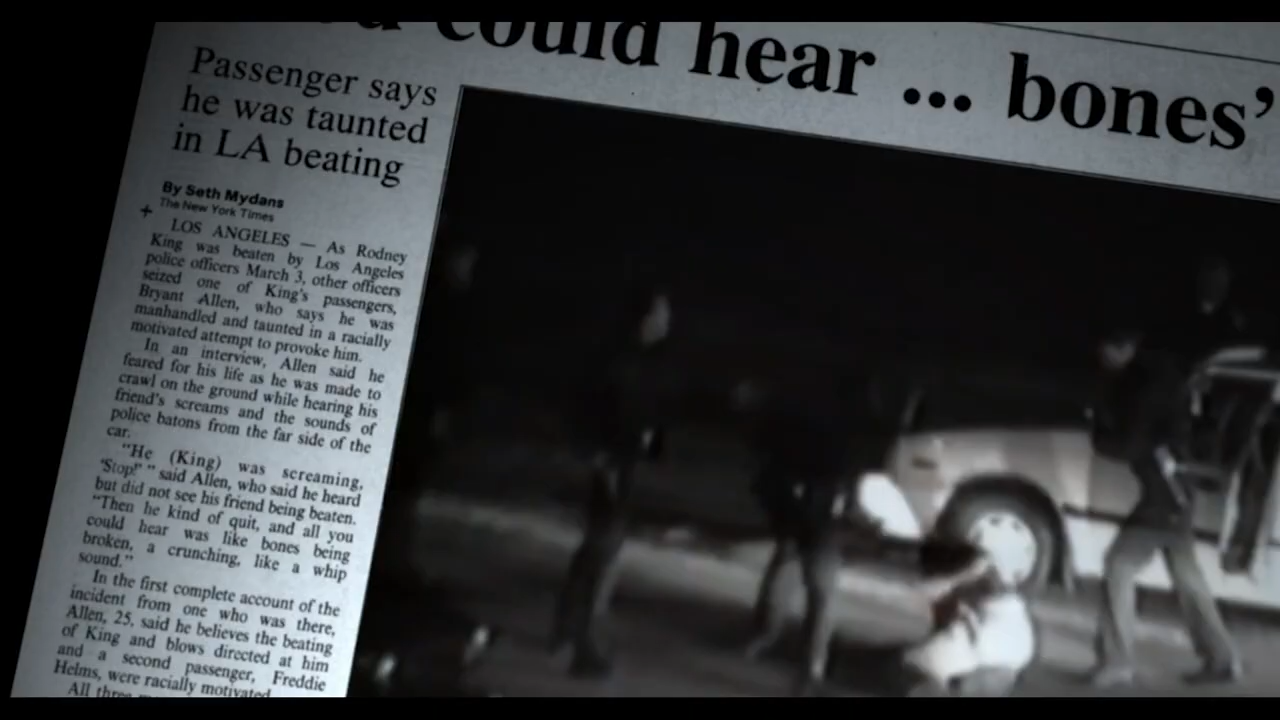 could hear ... bones'
Passenger says
he was taunted
in LA beating
By Seth Mydans
The New York Times
LOS ANGELES — As Rodney
King was beaten by Los Angeles
police officers March 3, other officers
seized one of King's passengers,
Bryant Allen, who says he was
manhandled and taunted in a racially
motivated attempt to provoke him.
In an interview, Allen said he
feared for his life as he was made to
crawl on the ground while hearing his
friend's screams and the sounds of
police batons from the far side of the
car.
"He (King) was screaming,
'Stop!' " said Allen, who said he heard
but did not see his friend being beaten.
"Then he kind of quit, and all you
could hear was like bones being
broken, a crunching, like a whip
sound."
In the first complete account of the
incident from one who was there,
Allen, 25, said he believes the beating
of King and blows directed at him
and a second passenger, Freddie
Helms, were racially motivated.
All three